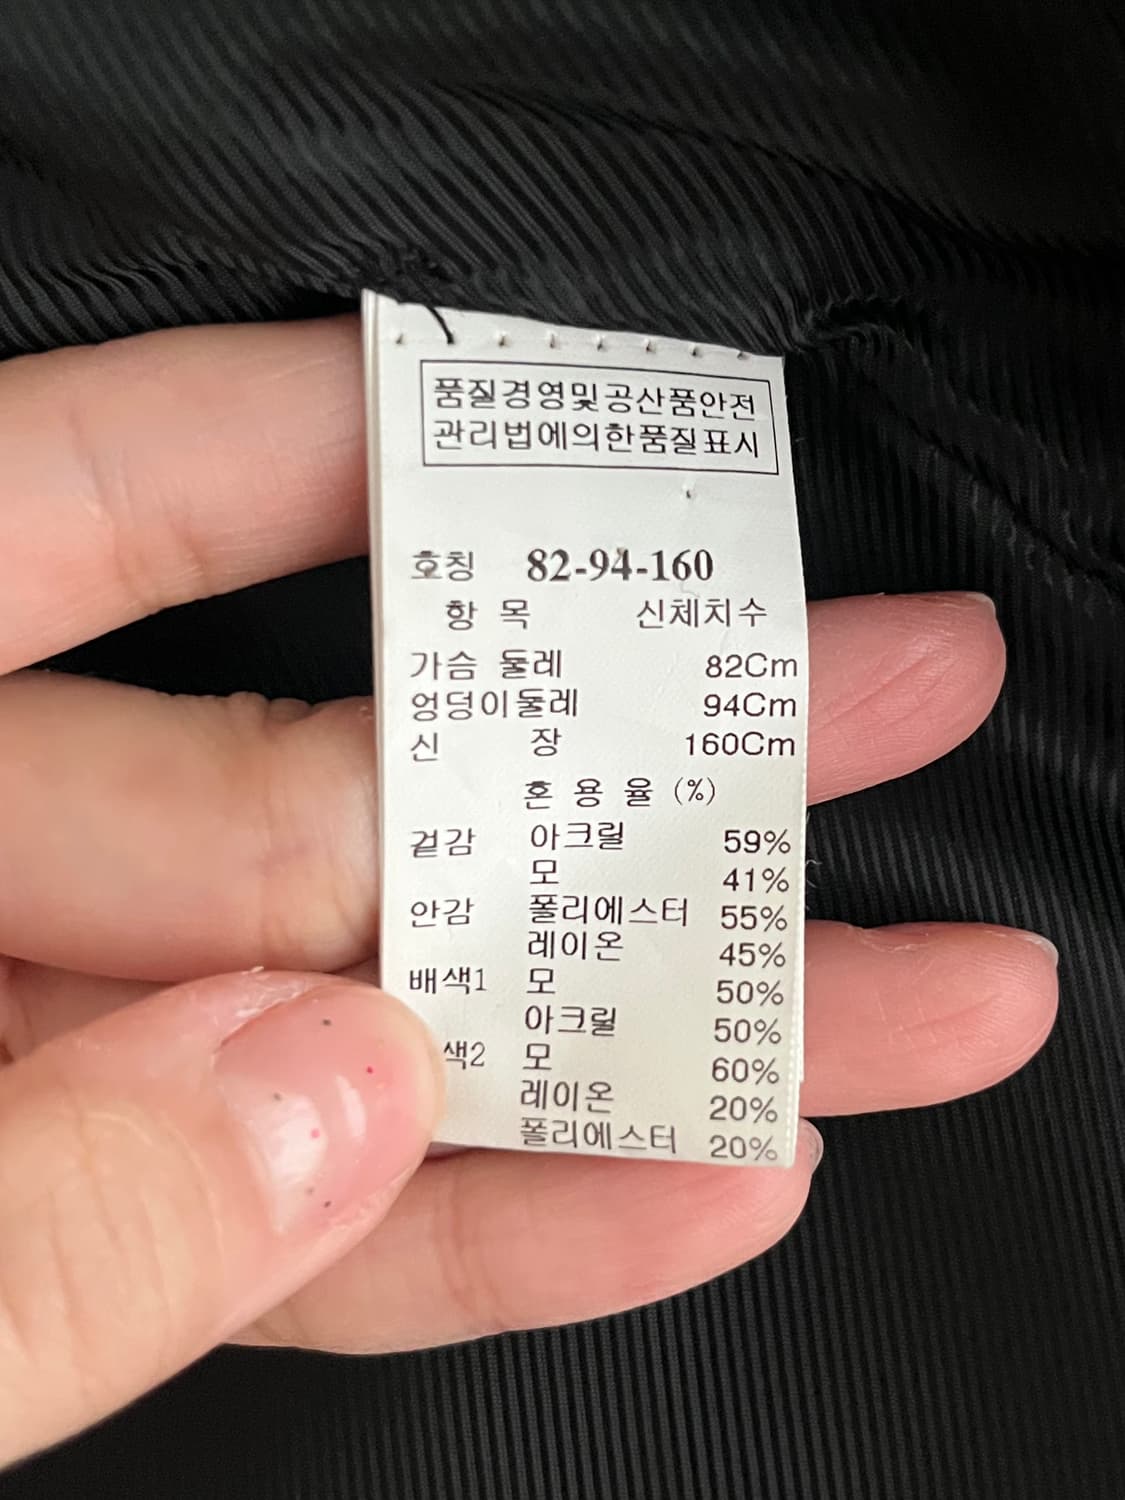 품질경영및공산품안전
관리법에의한품질표시
호칭 82-94-160
항 목 신체치수
가슴 둘레 82Cm
엉덩이둘레 94Cm
신 장 160Cm
혼 용 율 (%)
겉감 아크릴 59%
모 41%
안감 폴리에스터 55%
레이온 45%
배색1 모 50%
아크릴 50%
색2 모 60%
레이온 20%
폴리에스터 20%